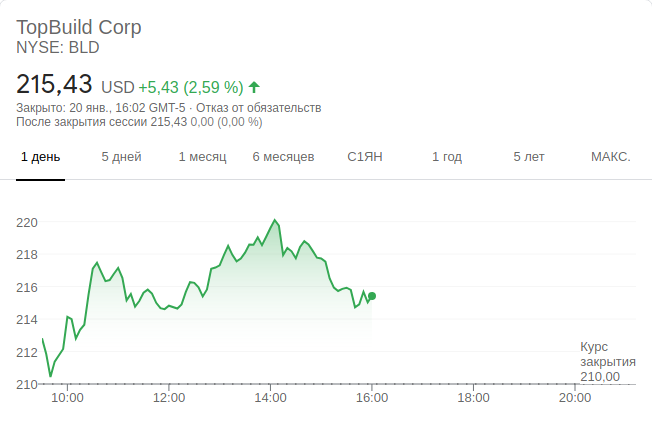 TopBuild Corp
NYSE: BLD
215,43 USD +5,43 (2,59 %)
Закрыто: 20 янв., 16:02 GMT-5 · Отказ от обязательств
После закрытия сессии 215,43 0,00 (0,00 %)
1 день 5 дней 1 месяц 6 месяцев С1ЯН 1 год 5 лет МАКС.
220
218
216
214
212
210
Курс
закрытия
210,00
10:00 12:00 14:00 16:00 18:00 20:00